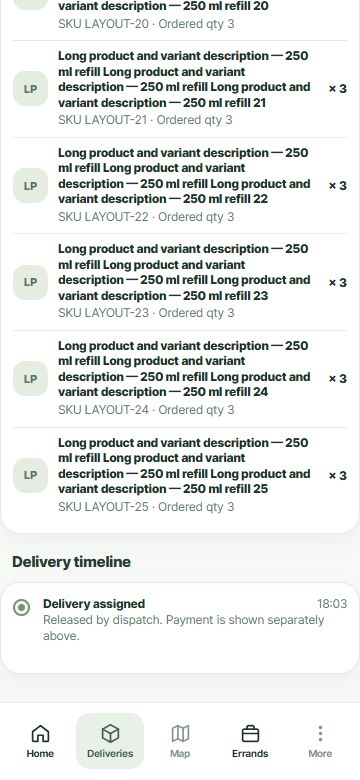 variant description — 250 ml refill 20
SKU LAYOUT-20 · Ordered qty 3
LP
Long product and variant description — 250
ml refill Long product and variant
description — 250 ml refill Long product and
variant description — 250 ml refill 21
SKU LAYOUT-21 · Ordered qty 3
× 3
LP
Long product and variant description — 250
ml refill Long product and variant
description — 250 ml refill Long product and
variant description — 250 ml refill 22
SKU LAYOUT-22 · Ordered qty 3
× 3
LP
Long product and variant description — 250
ml refill Long product and variant
description — 250 ml refill Long product and
variant description — 250 ml refill 23
SKU LAYOUT-23 · Ordered qty 3
× 3
LP
Long product and variant description — 250
ml refill Long product and variant
description — 250 ml refill Long product and
variant description — 250 ml refill 24
SKU LAYOUT-24 · Ordered qty 3
× 3
LP
Long product and variant description — 250
ml refill Long product and variant
description — 250 ml refill Long product and
variant description — 250 ml refill 25
SKU LAYOUT-25 · Ordered qty 3
× 3
Delivery timeline
Delivery assigned 18:03
Released by dispatch. Payment is shown separately
above.
Home Deliveries Map Errands More